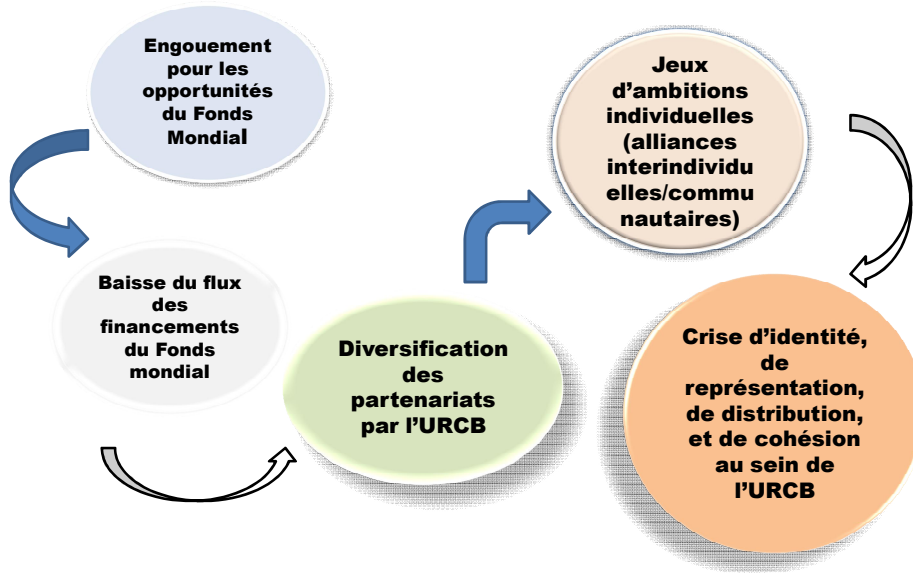 Engouement
pour les
opportunités
du Fonds
Mondial
Baisse du flux
des
financements
du Fonds
mondial
Diversification
des
partenariats
par l’URCB
Jeux
d’ambitions
individuelles
(alliances
interindividu
elles/commu
nautaires)
Crise d’identité,
de
représentation,
de distribution,
et de cohésion
au sein de
l’URCB